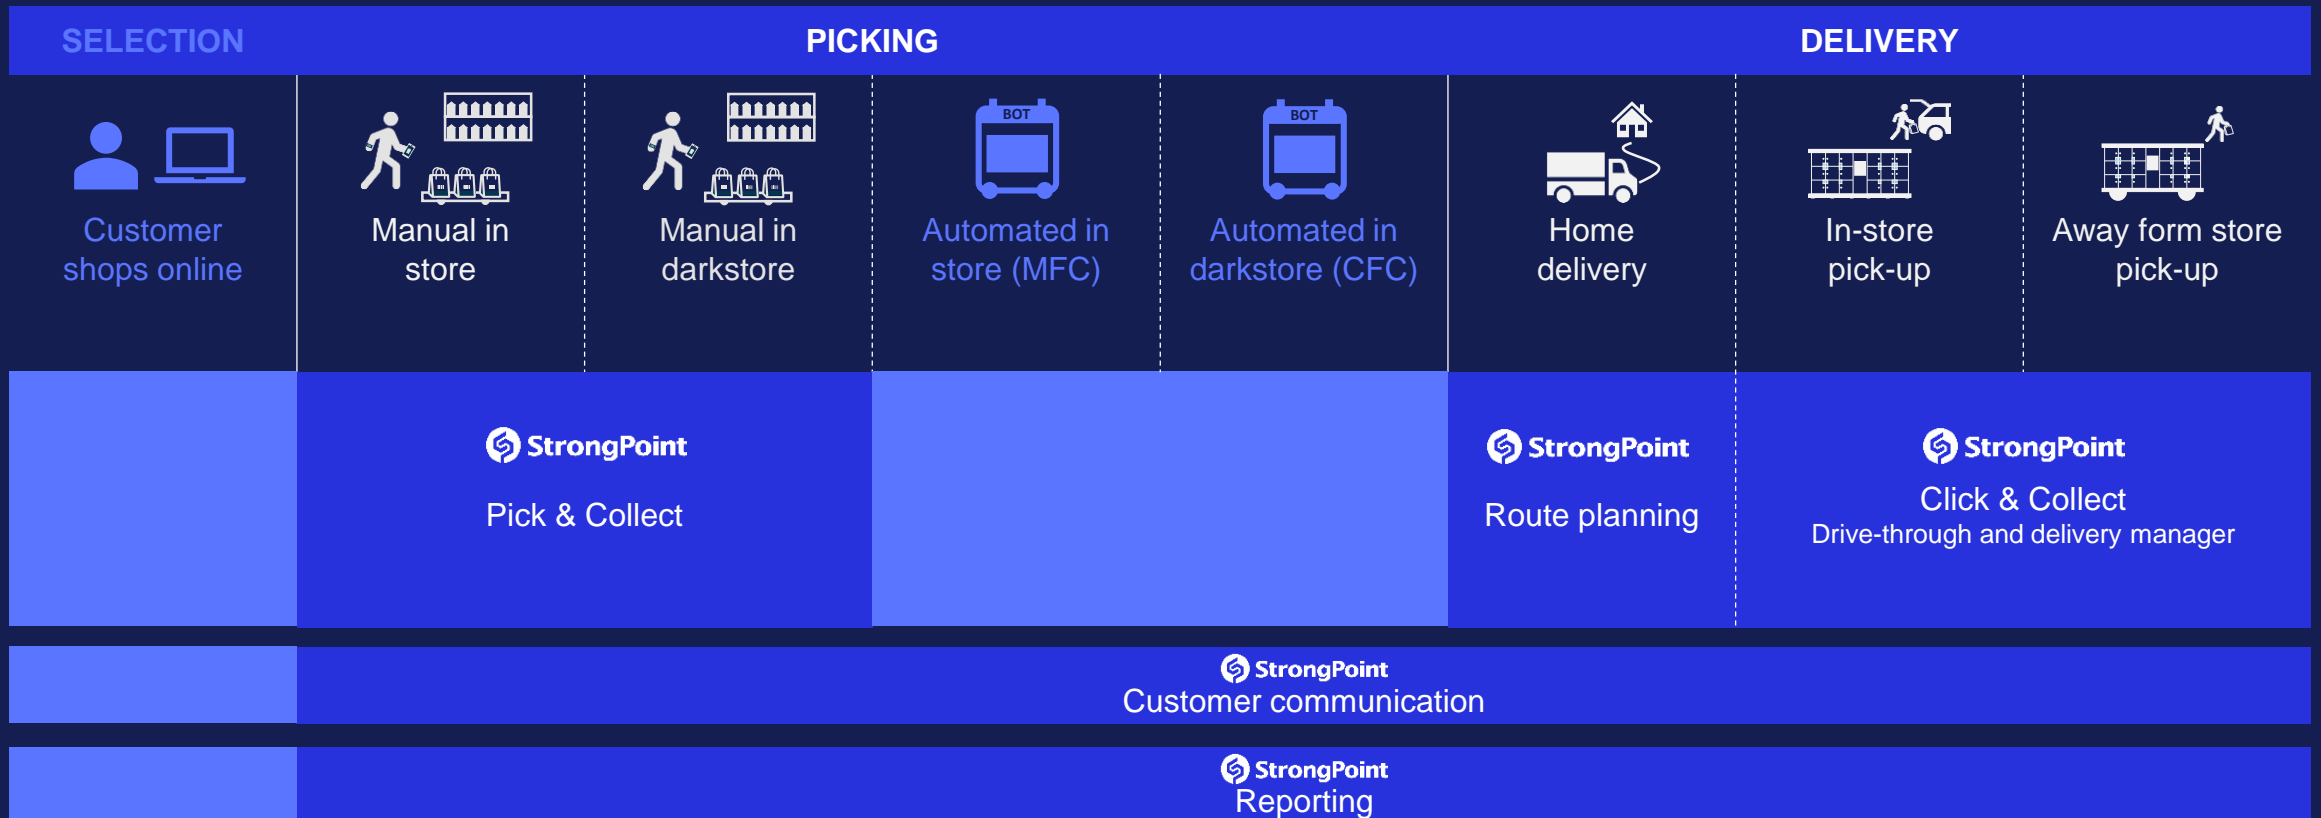 SELECTION
PICKING
DELIVERY
BOT
BOT
Customer
shops online
Manual in
store
Manual in
darkstore
Automated in
store (MFC)
Automated in
darkstore (CFC)
Home
delivery
In-store
pick-up
Away form store
pick-up
StrongPoint
Pick & Collect
StrongPoint
Route planning
StrongPoint
Click & Collect
Drive-through and delivery manager
StrongPoint
Customer communication
StrongPoint
Reporting